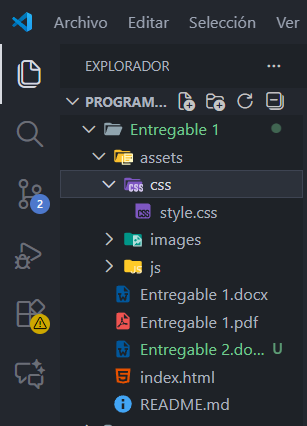 Archivo Editar Selección Ver
EXPLORADOR ...
PROGRAM...
Entregable 1
assets
css
style.css
images
js
Entregable 1.docx
Entregable 1.pdf
Entregable 2.do... U
index.html
README.md
2